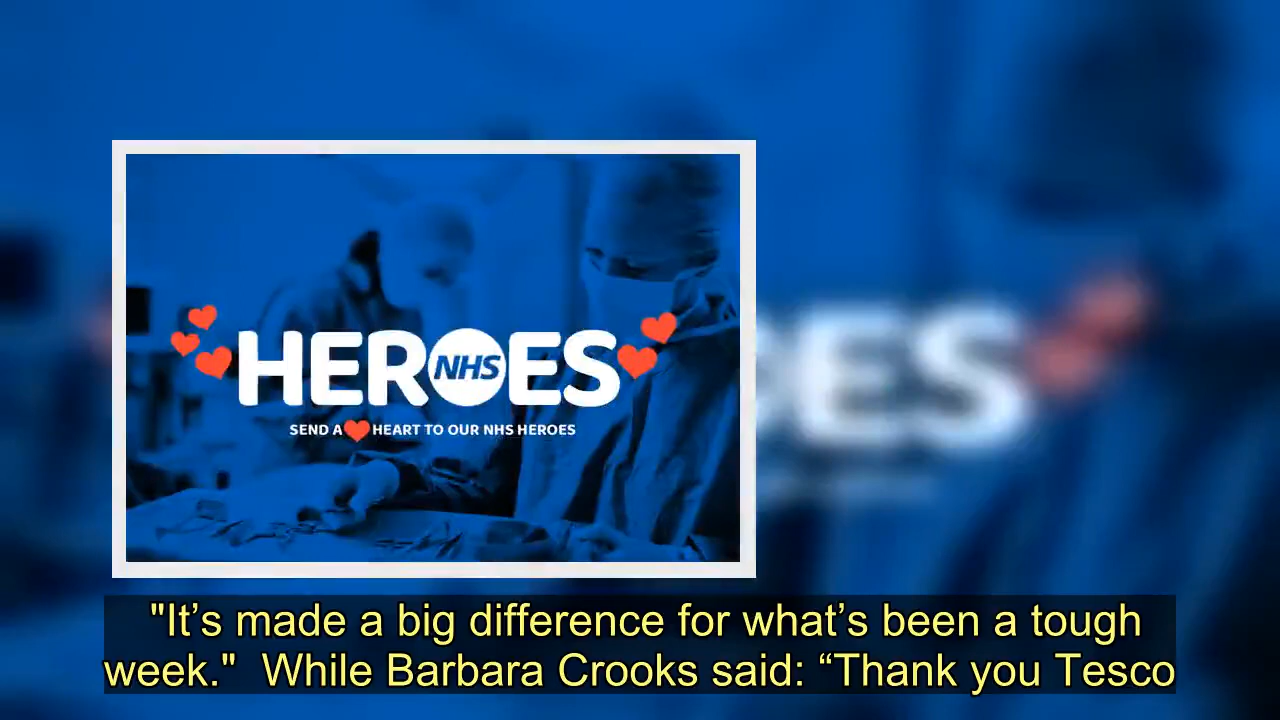 HEROES
NHS
SEND A HEART TO OUR NHS HEROES
ES
"It’s made a big difference for what’s been a tough
week."  While Barbara Crooks said: “Thank you Tesco